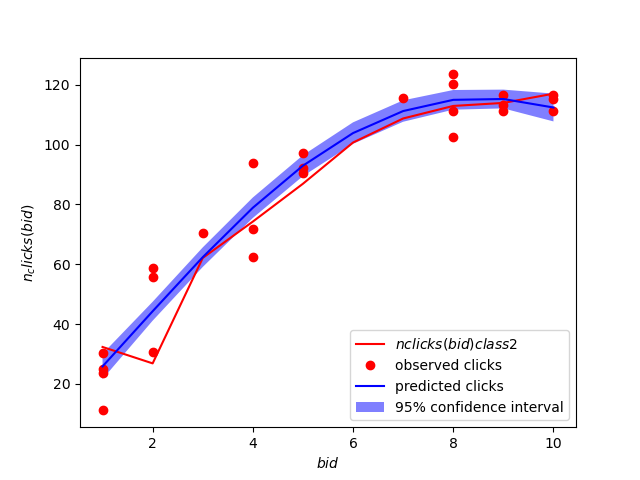 120
100
80
60
40
20
n_clicks(bid)
nclicks(bid)class2
observed clicks
predicted clicks
95% confidence interval
2
4
6
8
10
bid